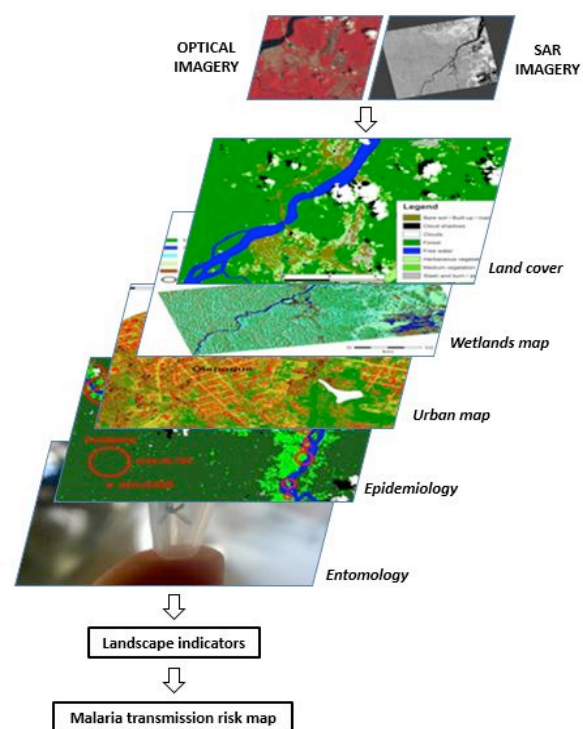 OPTICAL
IMAGERY
SAR
IMAGERY
Legend
Bare soil / Built up / road
Cloud shadows
Clouds
Forest
Free water
Herbaceous vegetation
Medium vegetation
Slash and burn
Land cover
Wetlands map
Oiapoque
Urban map
Epidemiology
Entomology
Landscape indicators
Malaria transmission risk map